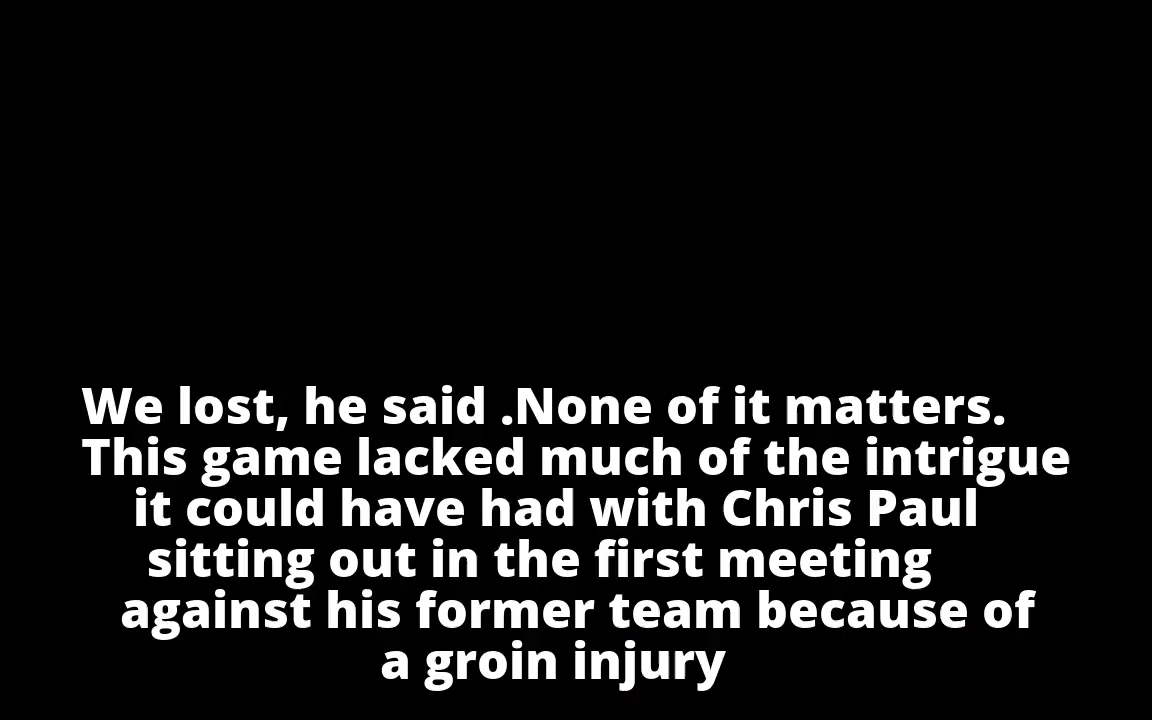 We lost, he said .None of it matters.
This game lacked much of the intrigue
it could have had with Chris Paul
sitting out in the first meeting
against his former team because of
a groin injury